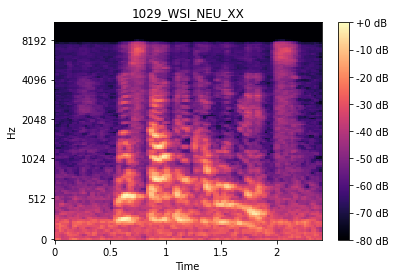 1029_WSI_NEU_XX
+0 dB
8192
-10 dB
4096
-20 dB
-30 dB
2048
-40 dB
Hz
1024
-50 dB
512
-60 dB
-70 dB
0
-80 dB
0 0.5 1 1.5 2
Time